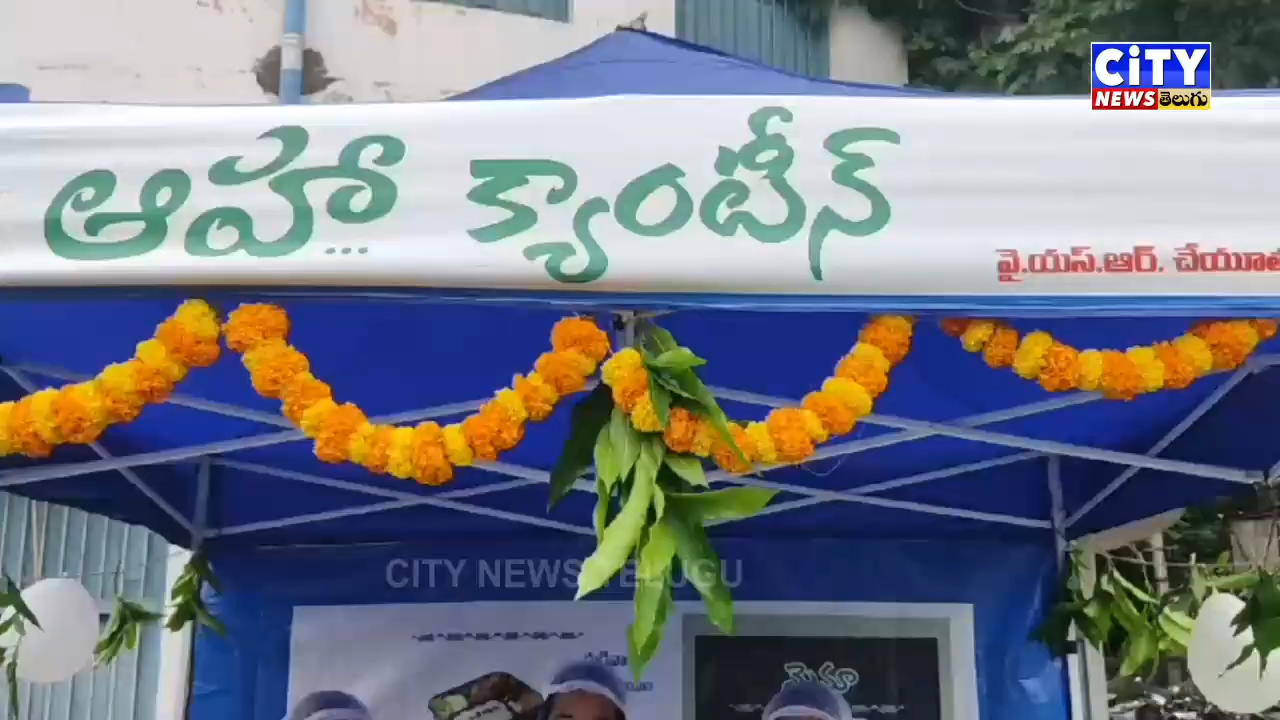 CiTY
NEWS తెలుగు
ఆహా... క్యాంటీన్
వై.యస్.ఆర్. చేయూత
CITY NEWS TELUGU
మెనూ